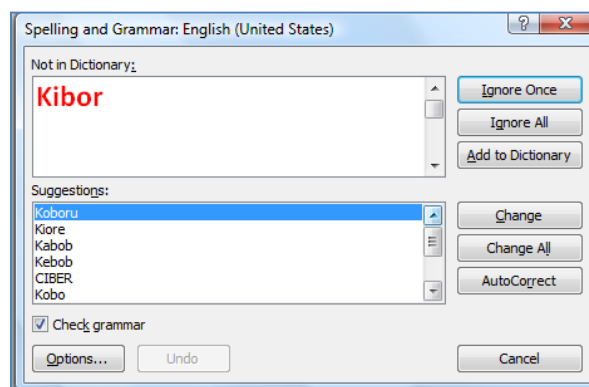 Spelling and Grammar: English (United States)
Not in Dictionary:
Kibor
Ignore Once
Ignore All
Add to Dictionary
Suggestions:
Koboru
Kiore
Kabob
Kebob
CIBER
Kobo
Change
Change All
AutoCorrect
Check grammar
Options...
Undo
Cancel